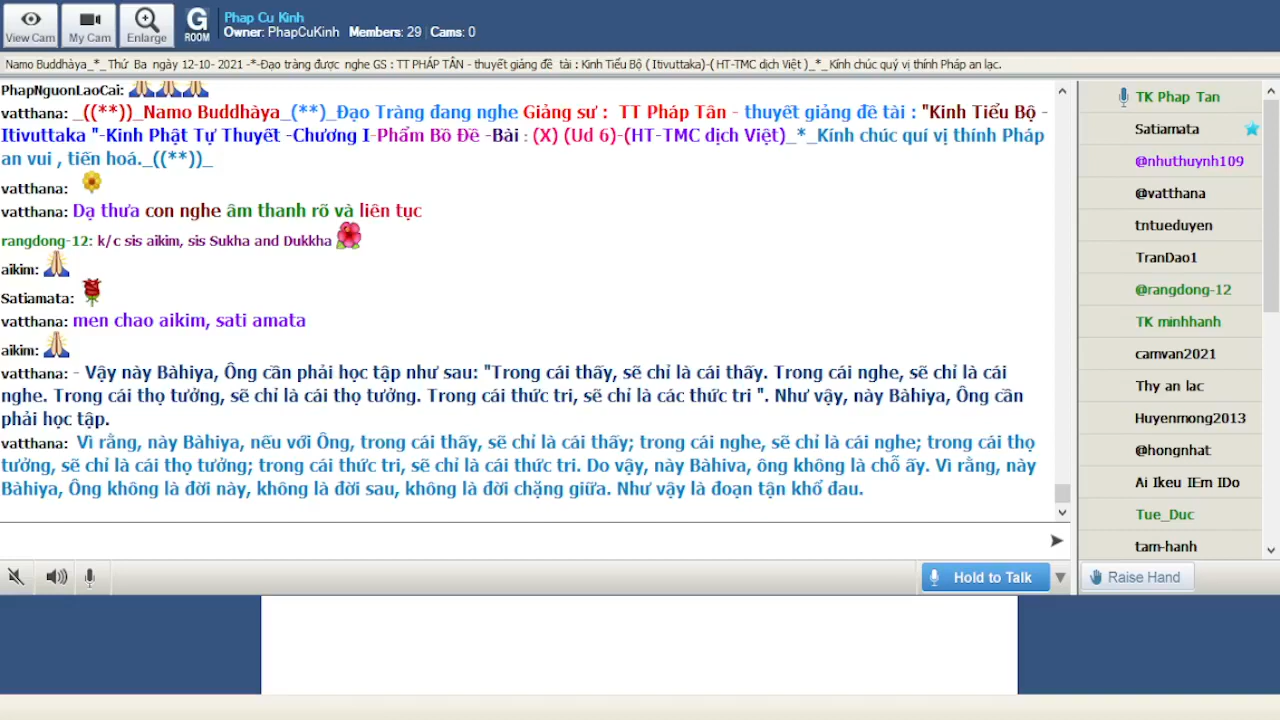 View Cam
My Cam
Enlarge
G
ROOM
Phap Cu Kinh
Owner: PhapCuKinh Members: 29 Cams: 0
Namo Buddhàya_*_ Thứ Ba ngày 12-10- 2021 -*-Đạo tràng được nghe GS : TT PHÁP TÂN - thuyết giảng đề tài : Kinh Tiểu Bộ ( Itivuttaka)-( HT-TMC dịch Việt )_*_ Kính chúc quý vị thính Pháp an lạc.
PhapNguonLaoCai:
vatthana: _((**))_Namo Buddhàya_(**)_Đạo Tràng đang nghe Giảng sư : TT Pháp Tân - thuyết giảng đề tài : "Kinh Tiểu Bộ -
Itivuttaka "-Kinh Phật Tự Thuyết -Chương I-Phẩm Bồ Đề -Bài : (X) (Ud 6)-(HT-TMC dịch Việt)_*_Kính chúc quí vị thính Pháp
an vui , tiến hoá._((**))_
vatthana:
vatthana: Dạ thưa con nghe âm thanh rõ và liên tục
rangdong-12: k/c sis aikim, sis Sukha and Dukkha
aikim:
Satiamata:
vatthana: men chao aikim, sati amata
aikim:
vatthana: - Vậy này Bàhiya, Ông cần phải học tập như sau: "Trong cái thấy, sẽ chỉ là cái thấy. Trong cái nghe, sẽ chỉ là cái
nghe. Trong cái thọ tưởng, sẽ chỉ là cái thọ tưởng. Trong cái thức tri, sẽ chỉ là các thức tri ". Như vậy, này Bàhiya, Ông cần
phải học tập.
vatthana: Vì rằng, này Bàhiya, nếu với Ông, trong cái thấy, sẽ chỉ là cái thấy; trong cái nghe, sẽ chỉ là cái nghe; trong cái thọ
tưởng, sẽ chỉ là cái thọ tưởng; trong cái thức tri, sẽ chỉ là cái thức tri. Do vậy, này Bàhiva, ông không là chỗ ấy. Vì rằng, này
Bàhiya, Ông không là đời này, không là đời sau, không là đời chặng giữa. Như vậy là đoạn tận khổ đau.
Hold to Talk
TK Phap Tan
Satiamata
@nhuthuynh109
@vatthana
tntueduyen
TranDao1
@rangdong-12
TK minhhanh
camvan2021
Thy an lac
Huyenmong2013
@hongnhat
Ai Ikeu IEm IDo
Tue_Duc
tam-hanh
Raise Hand